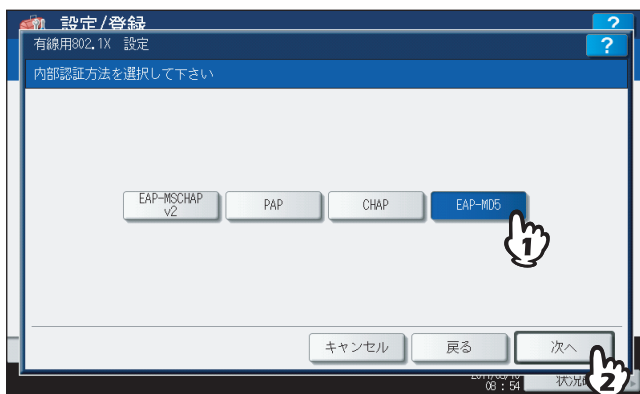 設定/登録
?
有線用802.1X 設定
?
内部認証方法を選択して下さい
EAP-MSCHAP
v2
PAP
CHAP
EAP-MD5
1
キャンセル
戻る
次へ
2
08:54
状況